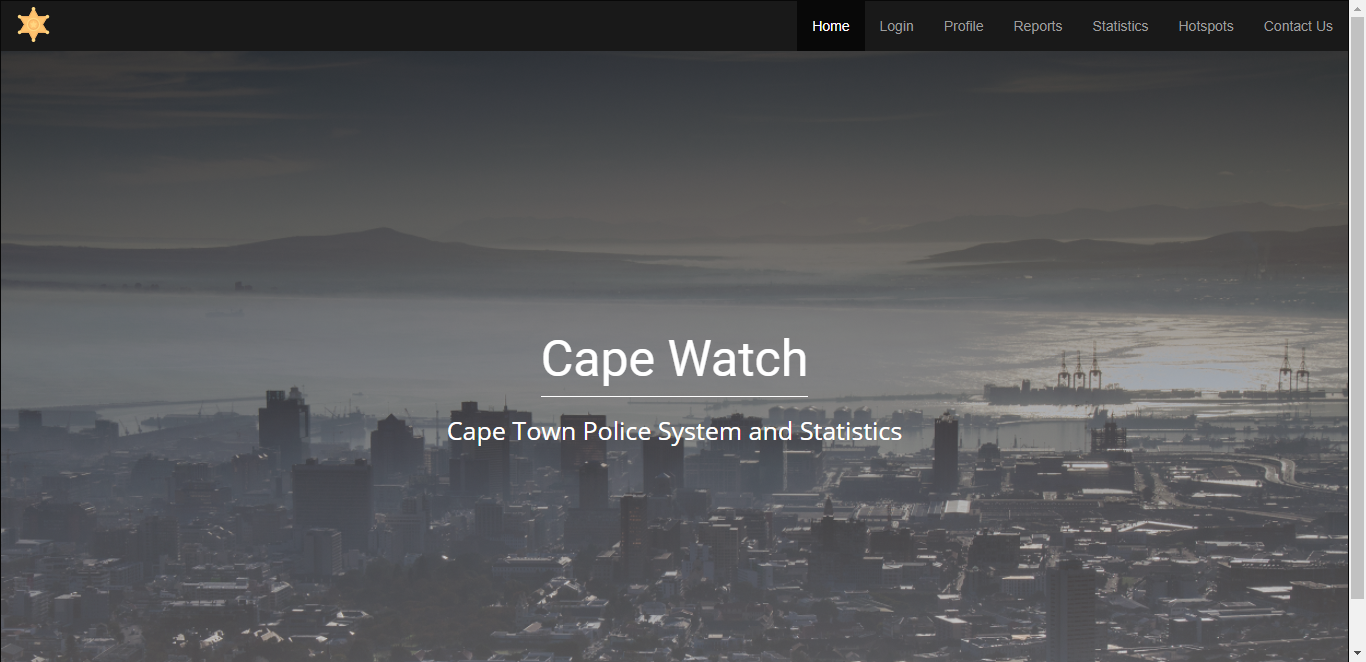 Home Login Profile Reports Statistics Hotspots Contact Us
Cape Watch
Cape Town Police System and Statistics